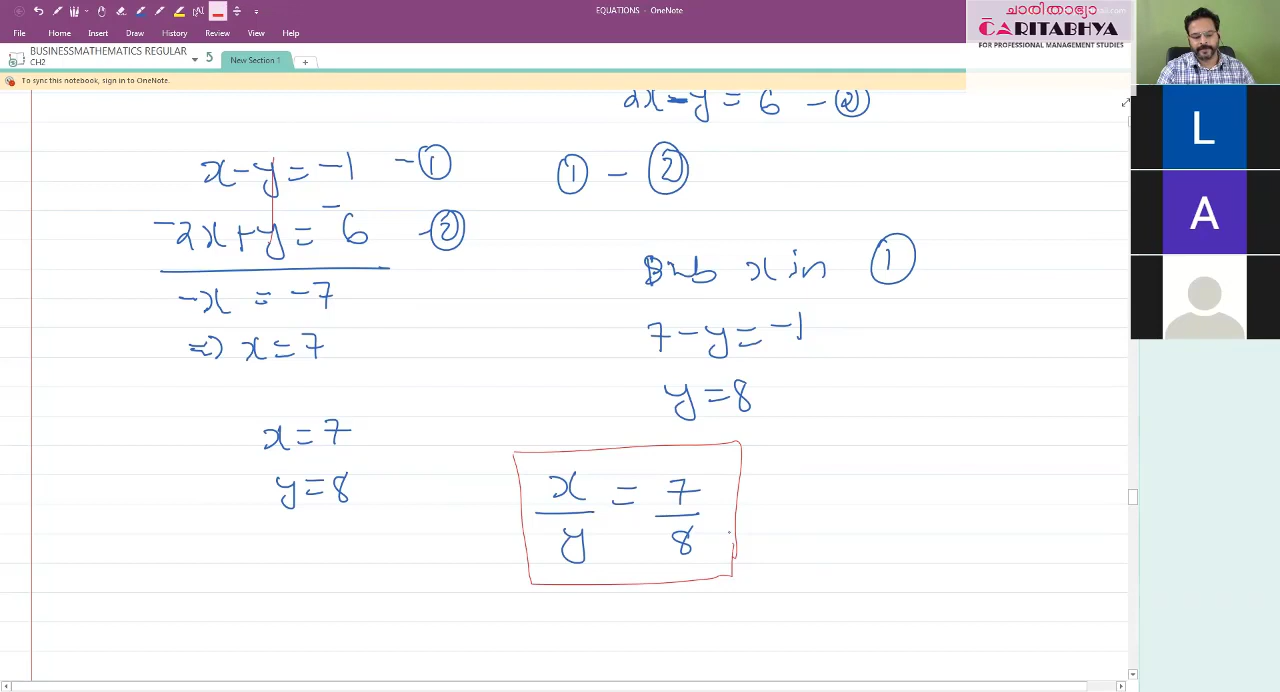 EQUATIONS - OneNote
File Home Insert Draw History Review View Help
BUSINESSMATHEMATICS REGULAR
CH2
New Section 1
To sync this notebook, sign in to OneNote.
ചാരിതാഭ്യാ
CARITABHYA
FOR PROFESSIONAL MANAGEMENT STUDIES
2x-y = 6 - ②
x-y = -1 - ①
① - ②
-2x+y = -6 - ②
Sub x in ①
-x = -7
7-y=-1
=> x=7
y=8
x=7
y=8
x/y = 7/8
L
A